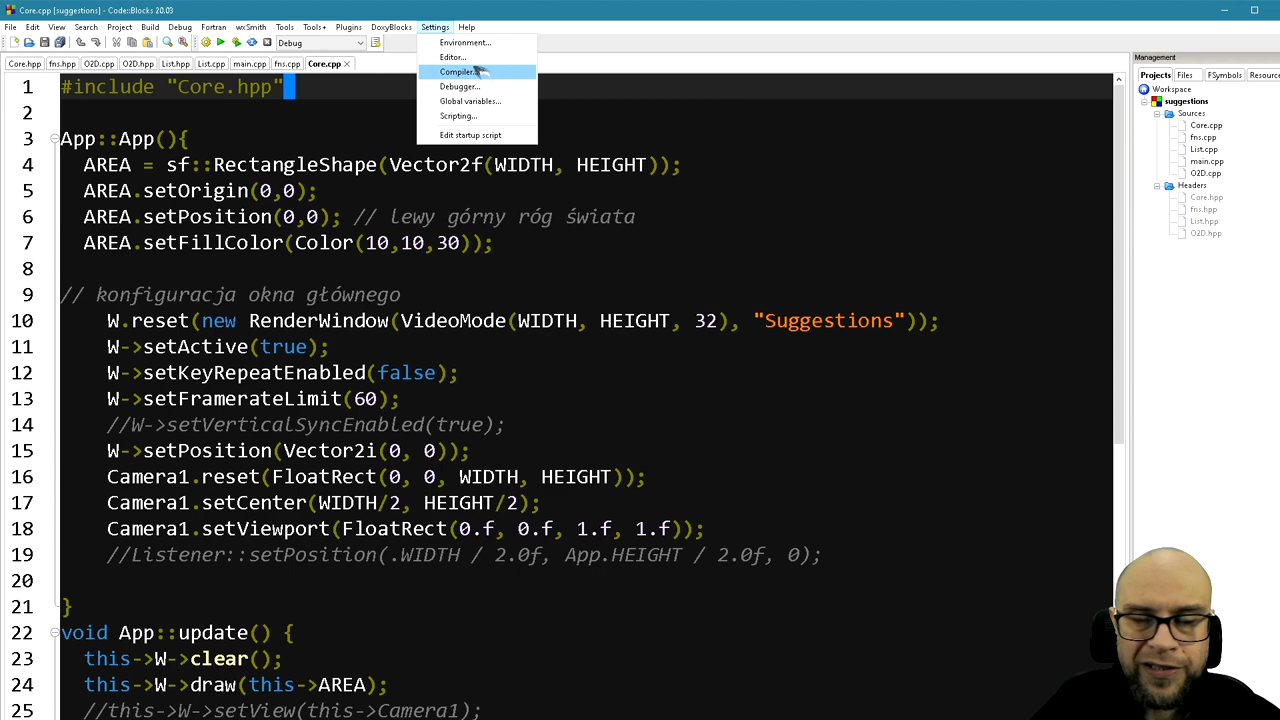 Core.cpp [suggestions] - Code::Blocks 20.03
File Edit View Search Project Build Debug Fortran wxSmith Tools Tools+ Plugins DoxyBlocks Settings Help
Debug
Core.hpp fns.hpp O2D.cpp O2D.hpp List.hpp List.cpp main.cpp fns.cpp Core.cpp
Environment...
Editor...
Compiler...
Debugger...
Global variables...
Scripting...
Edit startup script
1 #include "Core.hpp"
2
3 App::App(){
4 AREA = sf::RectangleShape(Vector2f(WIDTH, HEIGHT));
5 AREA.setOrigin(0,0);
6 AREA.setPosition(0,0); // lewy górny róg świata
7 AREA.setFillColor(Color(10,10,30));
8
9 // konfiguracja okna głównego
10 W.reset(new RenderWindow(VideoMode(WIDTH, HEIGHT, 32), "Suggestions"));
11 W->setActive(true);
12 W->setKeyRepeatEnabled(false);
13 W->setFramerateLimit(60);
14 //W->setVerticalSyncEnabled(true);
15 W->setPosition(Vector2i(0, 0));
16 Camera1.reset(FloatRect(0, 0, WIDTH, HEIGHT));
17 Camera1.setCenter(WIDTH/2, HEIGHT/2);
18 Camera1.setViewport(FloatRect(0.f, 0.f, 1.f, 1.f));
19 //Listener::setPosition(.WIDTH / 2.0f, App.HEIGHT / 2.0f, 0);
20
21 }
22 void App::update() {
23 this->W->clear();
24 this->W->draw(this->AREA);
25 //this->W->setView(this->Camera1);
Management
Projects Files FSymbols Resourc
Workspace
suggestions
Sources
Core.cpp
fns.cpp
List.cpp
main.cpp
O2D.cpp
Headers
Core.hpp
fns.hpp
List.hpp
O2D.hpp